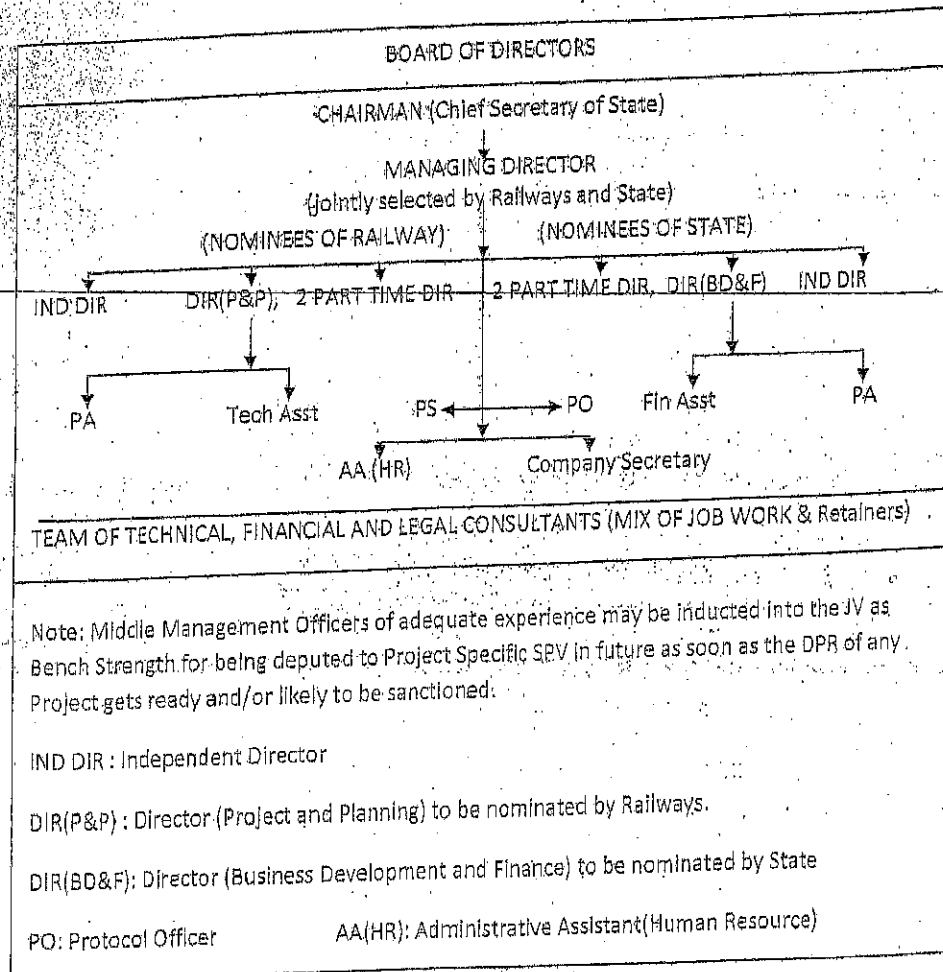 BOARD OF DIRECTORS
CHAIRMAN (Chief Secretary of State)
MANAGING DIRECTOR
(jointly selected by Railways and State)
(NOMINEES OF RAILWAY) (NOMINEES OF STATE)
IND DIR DIR(P&P), 2 PART TIME DIR 2 PART TIME DIR, DIR(BD&F) IND DIR
PA Tech Asst PS PO Fin Asst PA
AA (HR) Company Secretary
TEAM OF TECHNICAL, FINANCIAL AND LEGAL CONSULTANTS (MIX OF JOB WORK & Retainers)
Note: Middle Management Officers of adequate experience may be inducted into the JV as
Bench Strength for being deputed to Project Specific SPV in future as soon as the DPR of any
Project gets ready and/or likely to be sanctioned.
IND DIR : Independent Director
DIR(P&P) : Director (Project and Planning) to be nominated by Railways.
DIR(BD&F): Director (Business Development and Finance) to be nominated by State
PO: Protocol Officer AA(HR): Administrative Assistant(Human Resource)